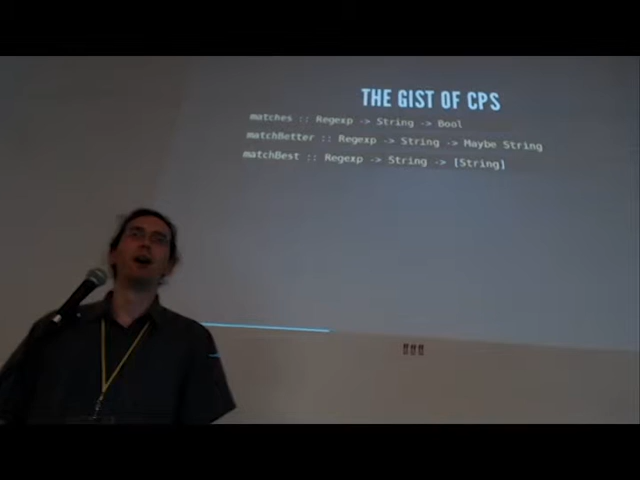 THE GIST OF CPS
matches :: Regexp -> String -> Bool
matchBetter :: Regexp -> String -> Maybe String
matchBest :: Regexp -> String -> [String]